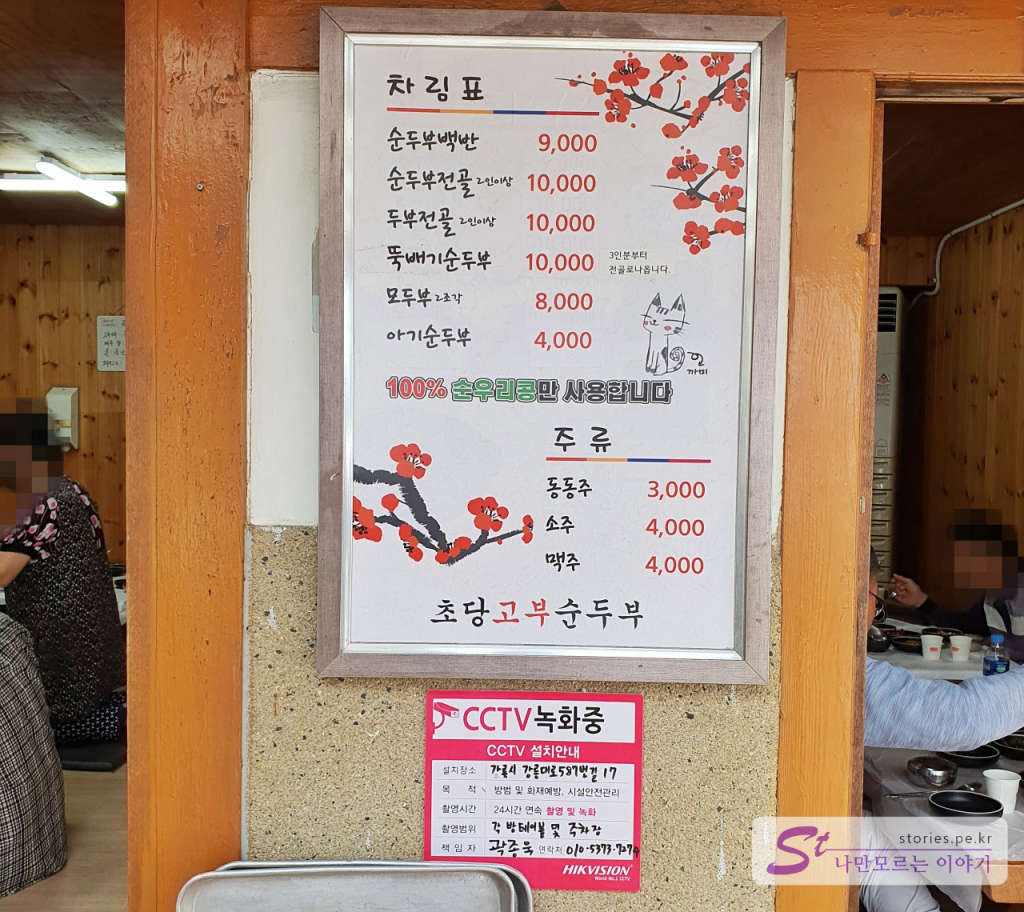 차림표
순두부백반 9,000
순두부전골 2인이상 10,000
두부전골 2인이상 10,000
뚝배기순두부 10,000 3인분부터
전골로나옵니다.
모두부 2조각 8,000
아기순두부 4,000
까미
100% 순우리콩만 사용합니다
주류
동동주 3,000
소주 4,000
맥주 4,000
초당고부순두부
CCTV녹화중
CCTV 설치안내
설치장소 강릉시 강릉대로587번길 17
목 적 방범 및 화재예방, 시설안전관리
촬영시간 24시간 연속 촬영 및 녹화
촬영범위 각 방테이블 및 주차장
책임자 곽종욱 연락처 010-5373-7074
HIKVISION
World No.1 CCTV
St stories.pe.kr
나만모르는 이야기